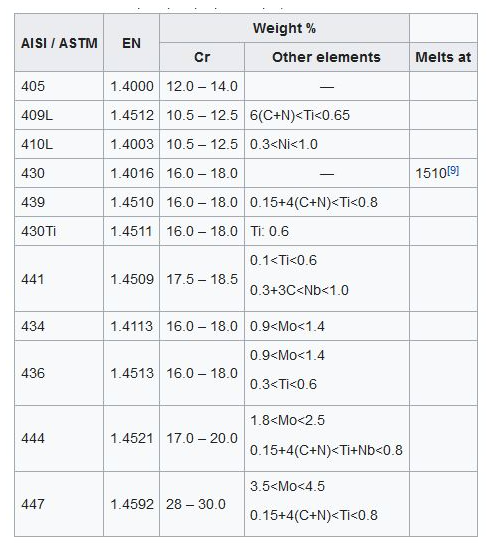 Weight %
AISI / ASTM EN
Cr Other elements Melts at
405 1.4000 12.0 – 14.0 —
409L 1.4512 10.5 – 12.5 6(C+N)<Ti<0.65
410L 1.4003 10.5 – 12.5 0.3<Ni<1.0
430 1.4016 16.0 – 18.0 — 1510[9]
439 1.4510 16.0 – 18.0 0.15+4(C+N)<Ti<0.8
430Ti 1.4511 16.0 – 18.0 Ti: 0.6
0.1<Ti<0.6
441 1.4509 17.5 – 18.5
0.3+3C<Nb<1.0
434 1.4113 16.0 – 18.0 0.9<Mo<1.4
0.9<Mo<1.4
436 1.4513 16.0 – 18.0
0.3<Ti<0.6
1.8<Mo<2.5
444 1.4521 17.0 – 20.0
0.15+4(C+N)<Ti+Nb<0.8
3.5<Mo<4.5
447 1.4592 28 – 30.0
0.15+4(C+N)<Ti<0.8